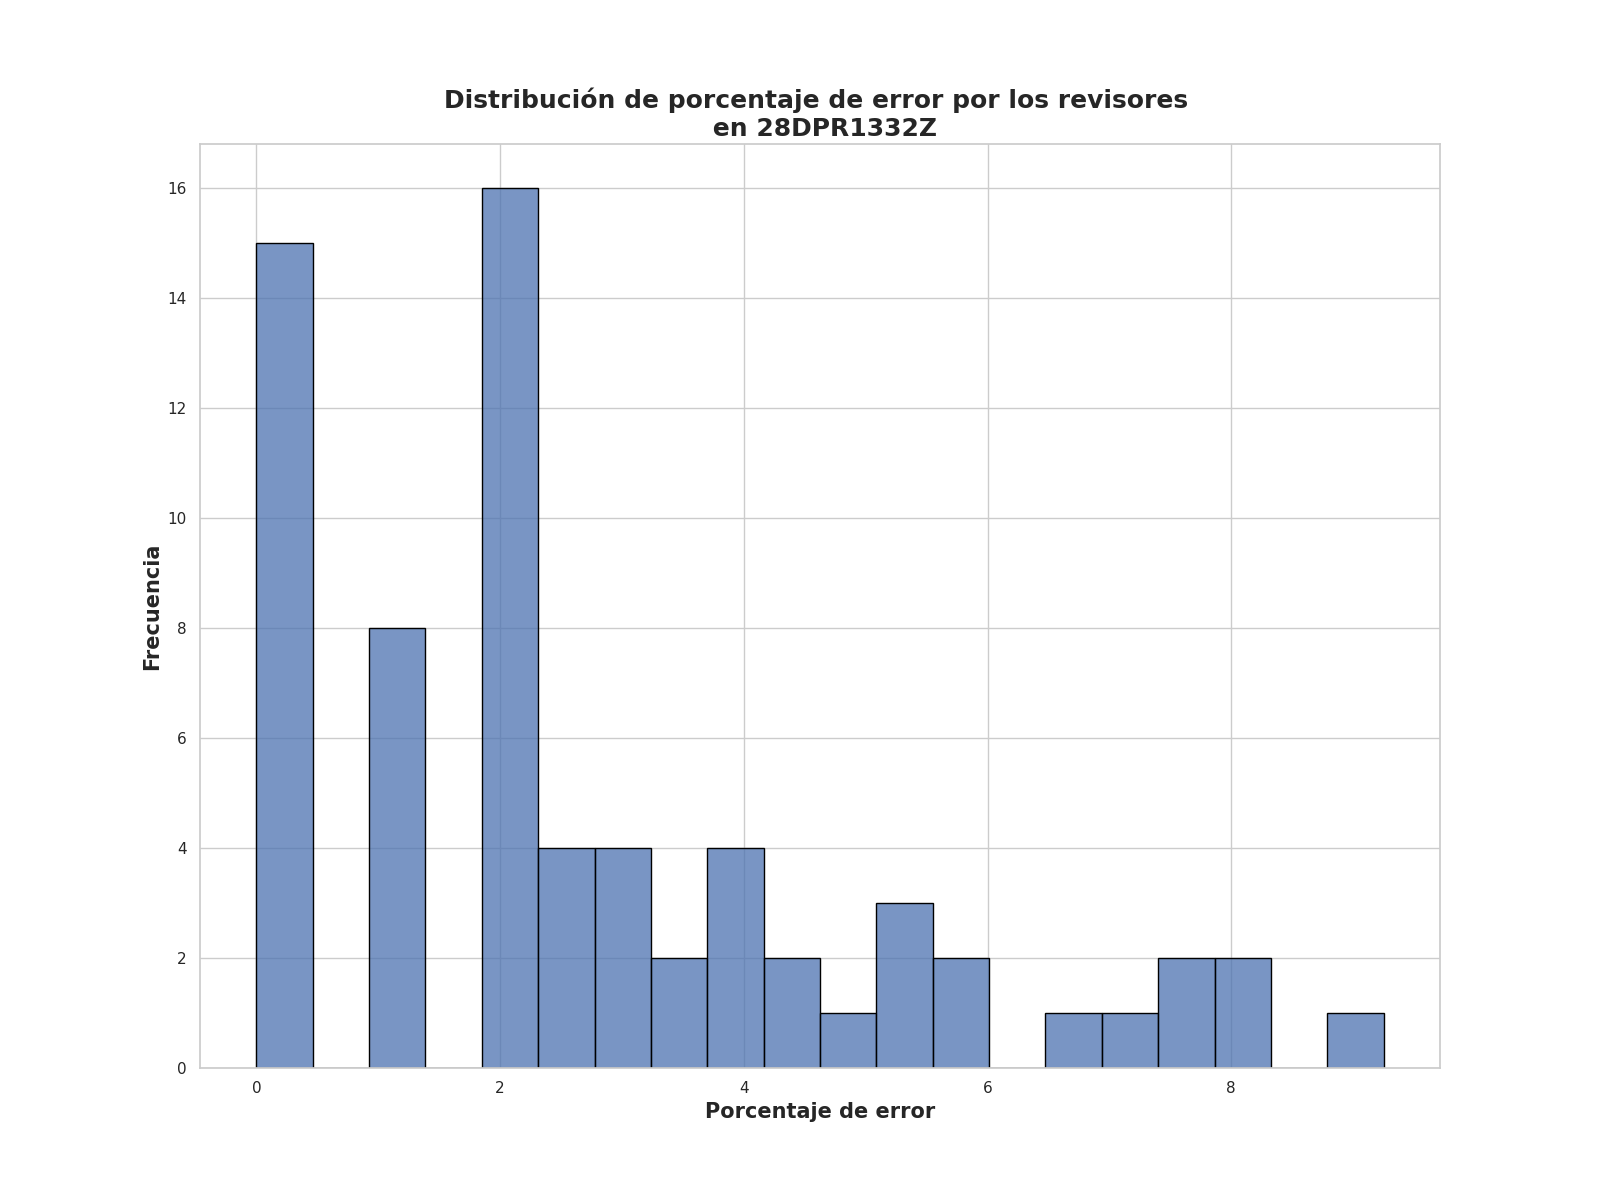 Distribución de porcentaje de error por los revisores
en 28DPR1332Z
16
14
12
10
8
6
4
2
0
Frecuencia
0 2 4 6 8
Porcentaje de error